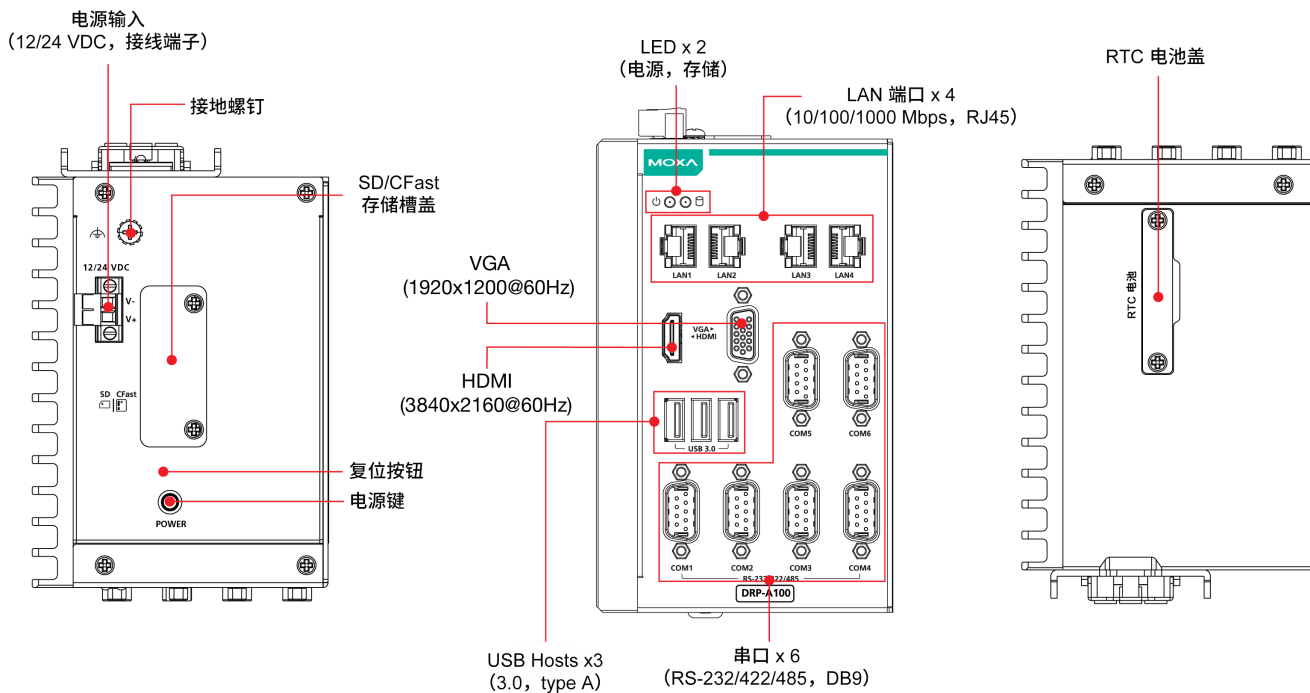 电源输入
(12/24 VDC，接线端子)
接地螺钉
SD/CFast
存储槽盖
12/24 VDC
V-
V+
SD CFast
复位按钮
电源键
POWER
LED x 2
(电源，存储)
LAN 端口 x 4
(10/100/1000 Mbps，RJ45)
MOXA
LAN1 LAN2 LAN3 LAN4
VGA
(1920x1200@60Hz)
VGA►
◄HDMI
HDMI
(3840x2160@60Hz)
COM5 COM6
USB 3.0
COM1 COM2 COM3 COM4
RS-232/422/485
DRP-A100
USB Hosts x3
(3.0，type A)
串口 x 6
(RS-232/422/485，DB9)
RTC 电池盖
RTC 电池